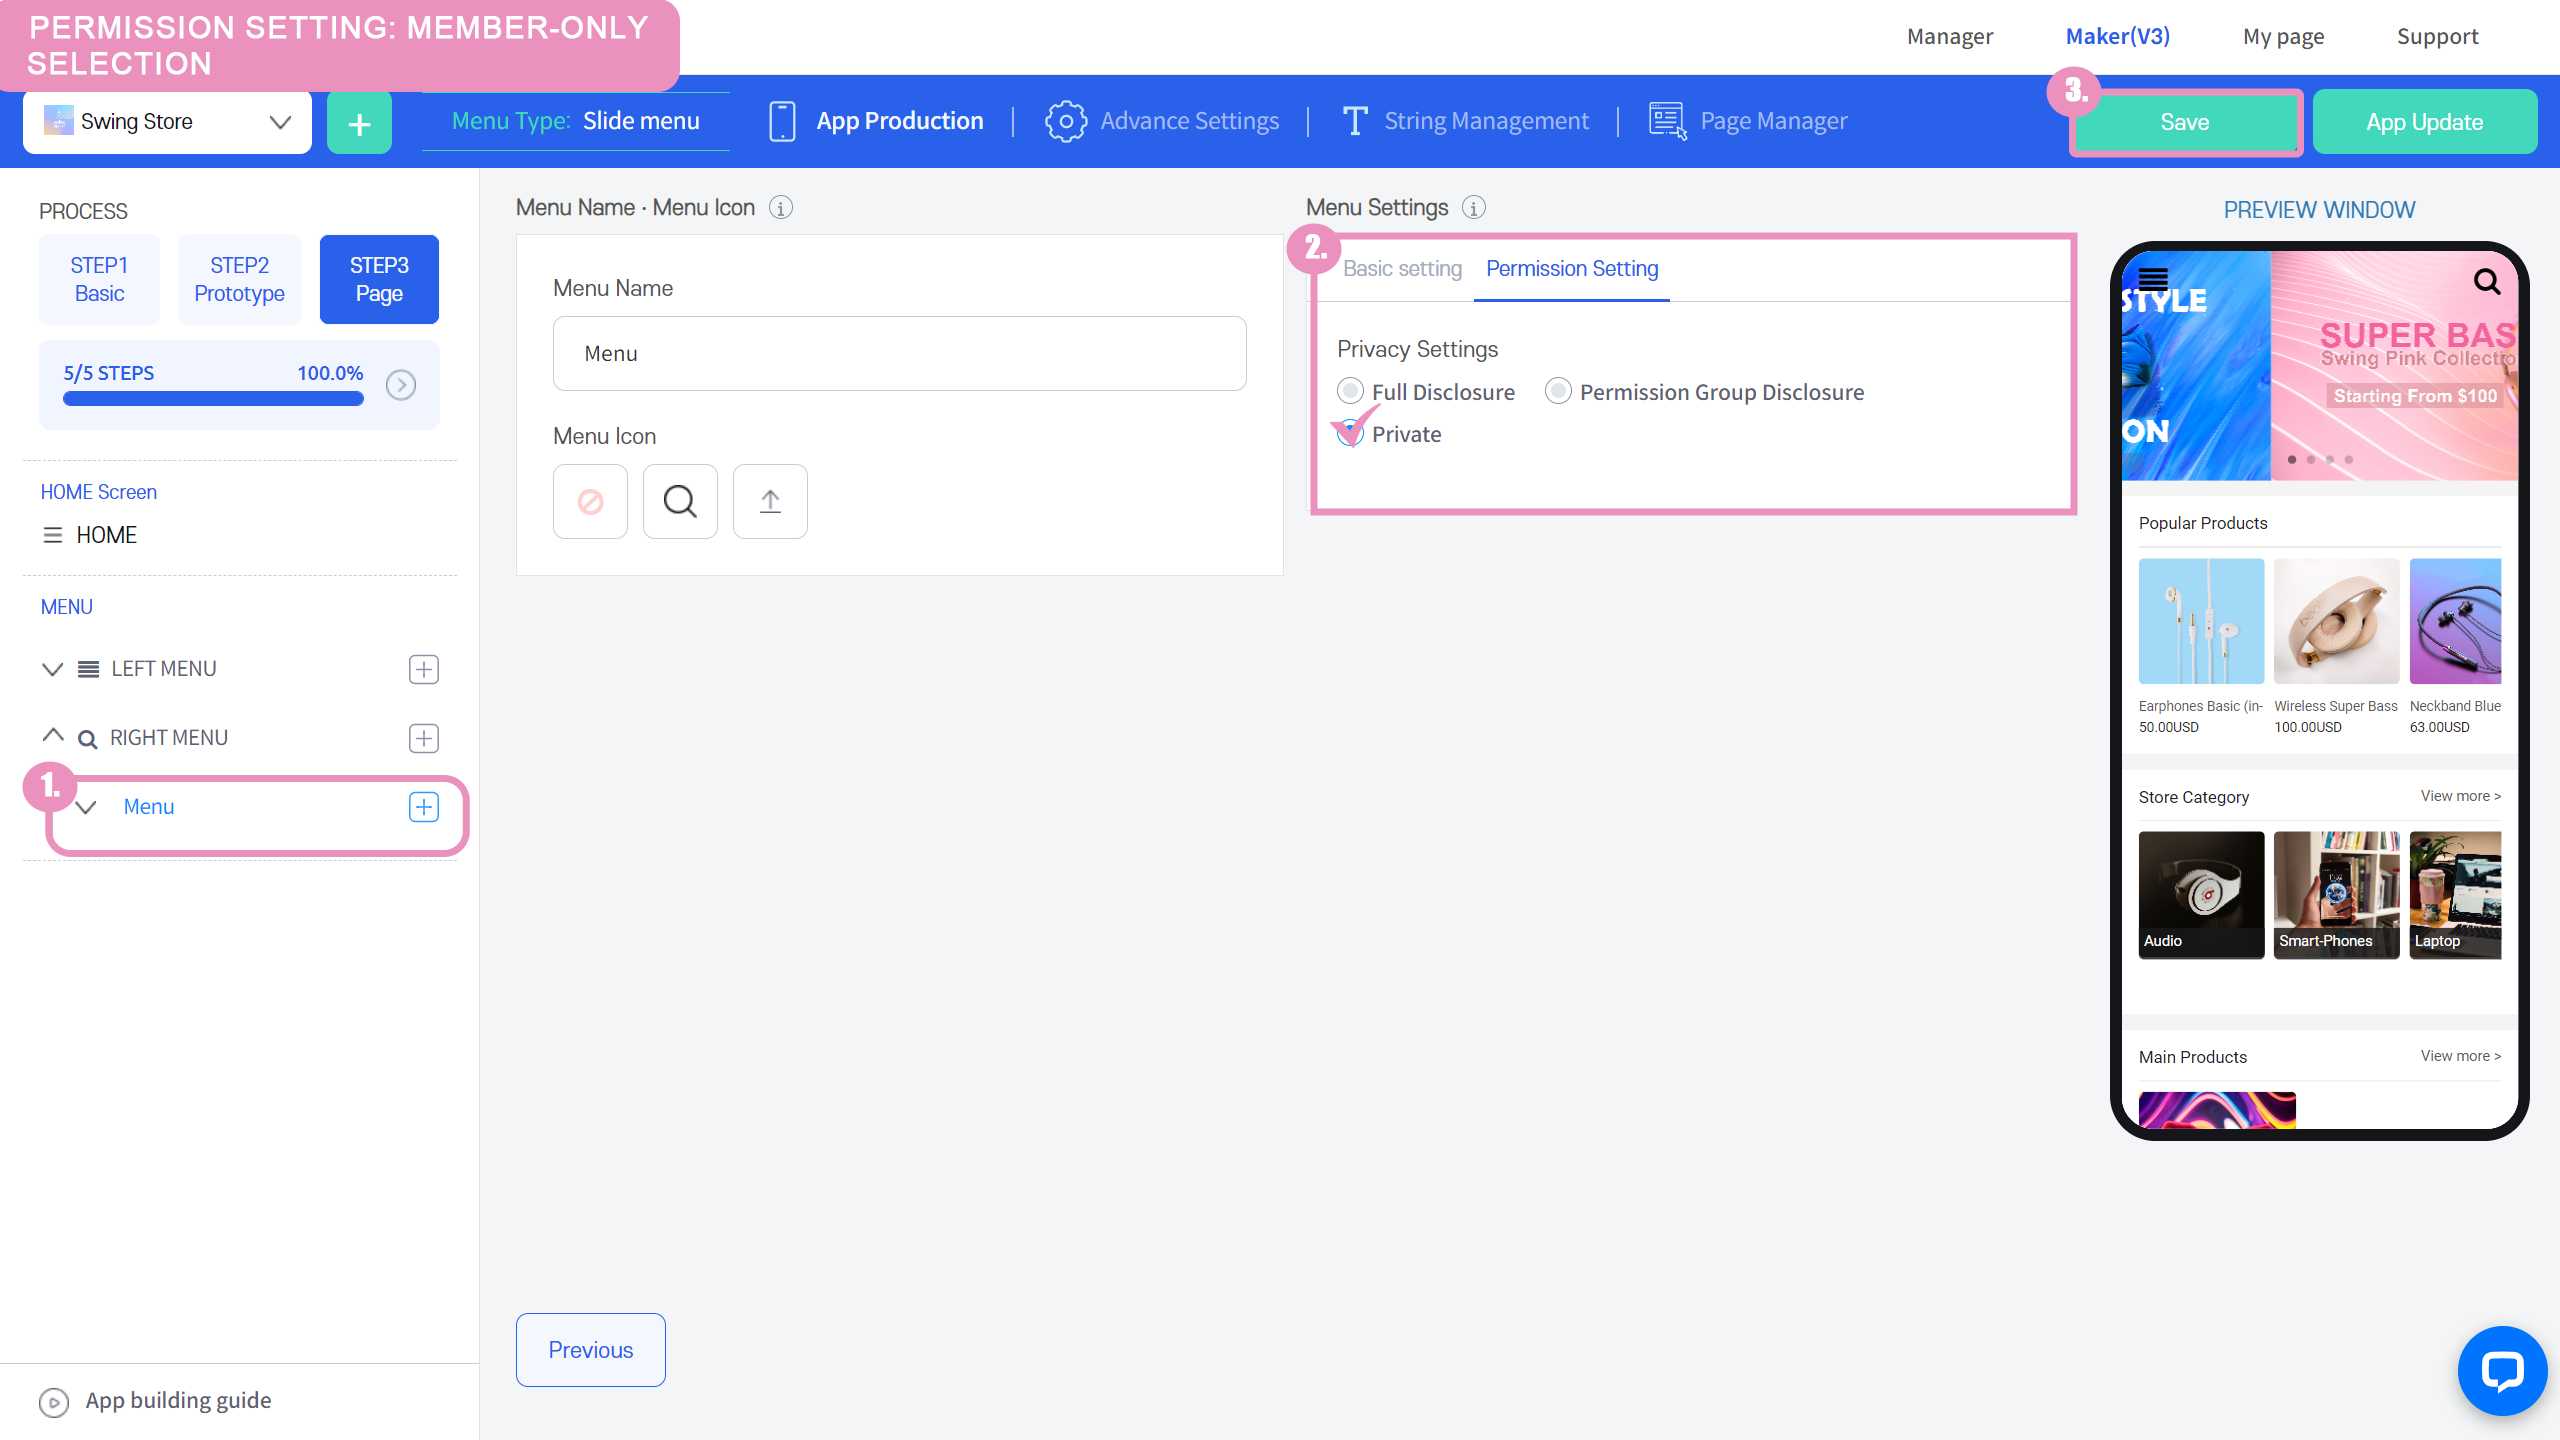 PERMISSION SETTING: MEMBER-ONLY
SELECTION
Manager
Maker(V3)
My page
Support
Swing Store
+
Menu Type: Slide menu
App Production
Advance Settings
String Management
Page Manager
3.
Save
App Update
PROCESS
STEP1
Basic
STEP2
Prototype
STEP3
Page
5/5 STEPS
100.0%
HOME Screen
HOME
MENU
LEFT MENU
RIGHT MENU
1.
Menu
App building guide
Menu Name · Menu Icon
Menu Name
Menu
Menu Icon
Previous
Menu Settings
2.
Basic setting
Permission Setting
Privacy Settings
Full Disclosure
Permission Group Disclosure
Private
PREVIEW WINDOW
STYLE
ON
SUPER BAS
Swing Pink Collectio
Starting From $100
Popular Products
Earphones Basic (in-
50.00USD
Wireless Super Bass
100.00USD
Neckband Blue
63.00USD
Store Category
View more >
Audio
Smart-Phones
Laptop
Main Products
View more >